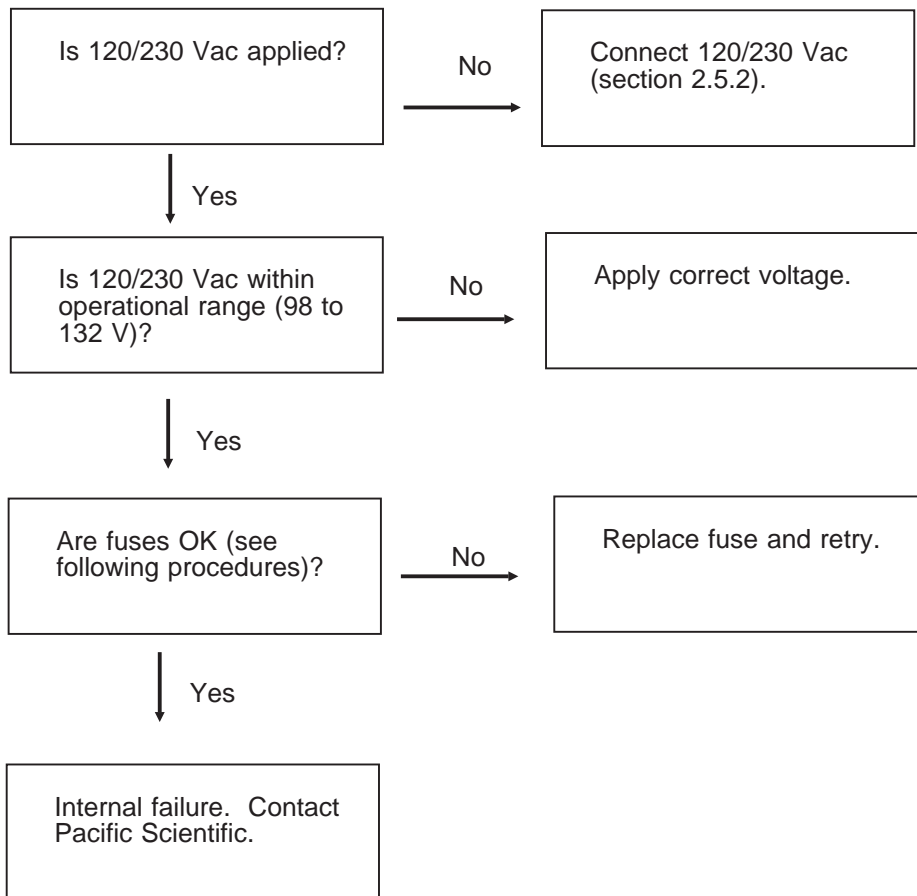 Is 120/230 Vac applied?
No
Connect 120/230 Vac
(section 2.5.2).
Yes
Is 120/230 Vac within
operational range (98 to
132 V)?
No
Apply correct voltage.
Yes
Are fuses OK (see
following procedures)?
No
Replace fuse and retry.
Yes
Internal failure.  Contact
Pacific Scientific.